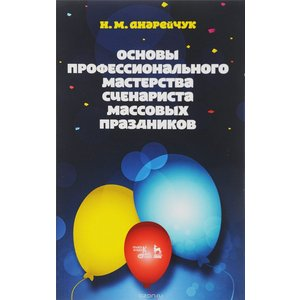 Н. М. АНДРЕЙЧУК
ОСНОВЫ
ПРОФЕССИОНАЛЬНОГО
МАСТЕРСТВА
СЦЕНАРИСТА
МАССОВЫХ
ПРАЗДНИКОВ